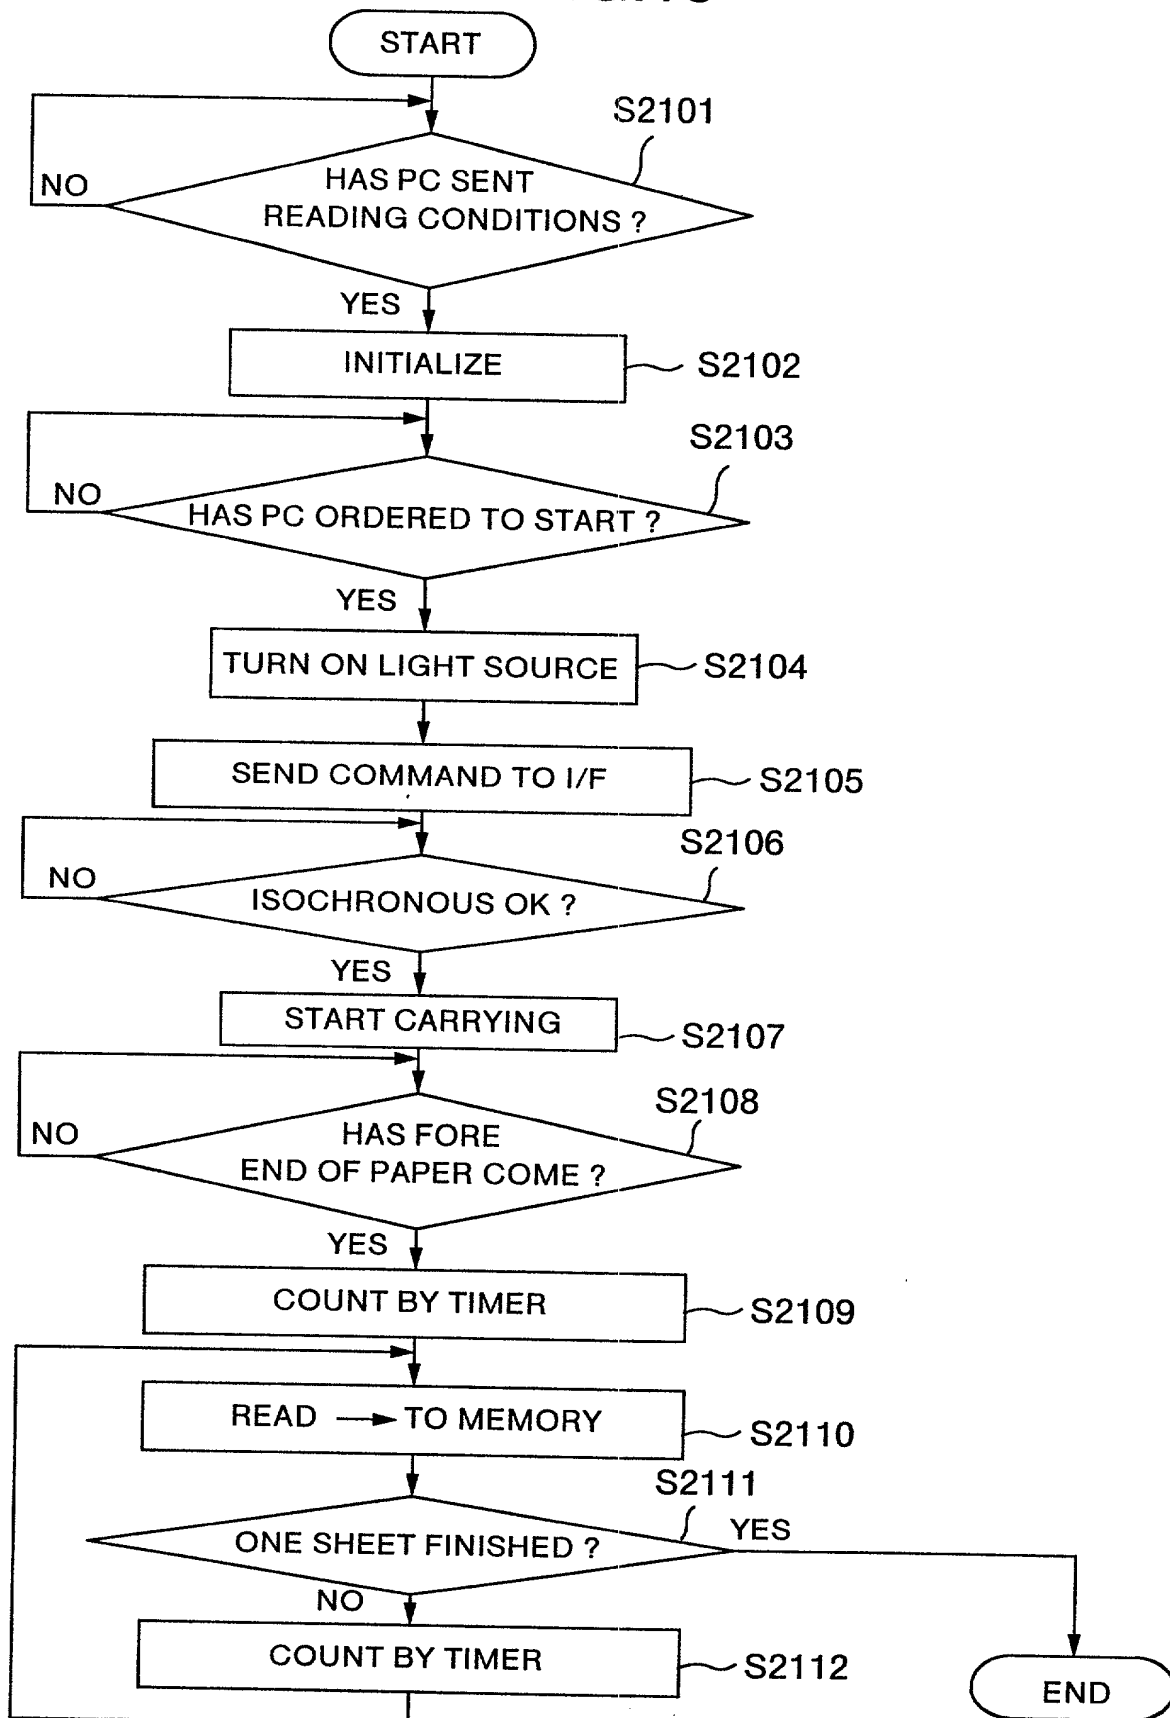 START
S2101
HAS PC SENT
READING CONDITIONS ?
NO
YES
INITIALIZE
S2102
S2103
NO
HAS PC ORDERED TO START ?
YES
TURN ON LIGHT SOURCE
S2104
SEND COMMAND TO I/F
S2105
S2106
NO
ISOCHRONOUS OK ?
YES
START CARRYING
S2107
S2108
HAS FORE
NO
END OF PAPER COME ?
YES
COUNT BY TIMER
S2109
READ → TO MEMORY
S2110
S2111
YES
ONE SHEET FINISHED ?
NO
COUNT BY TIMER
S2112
END